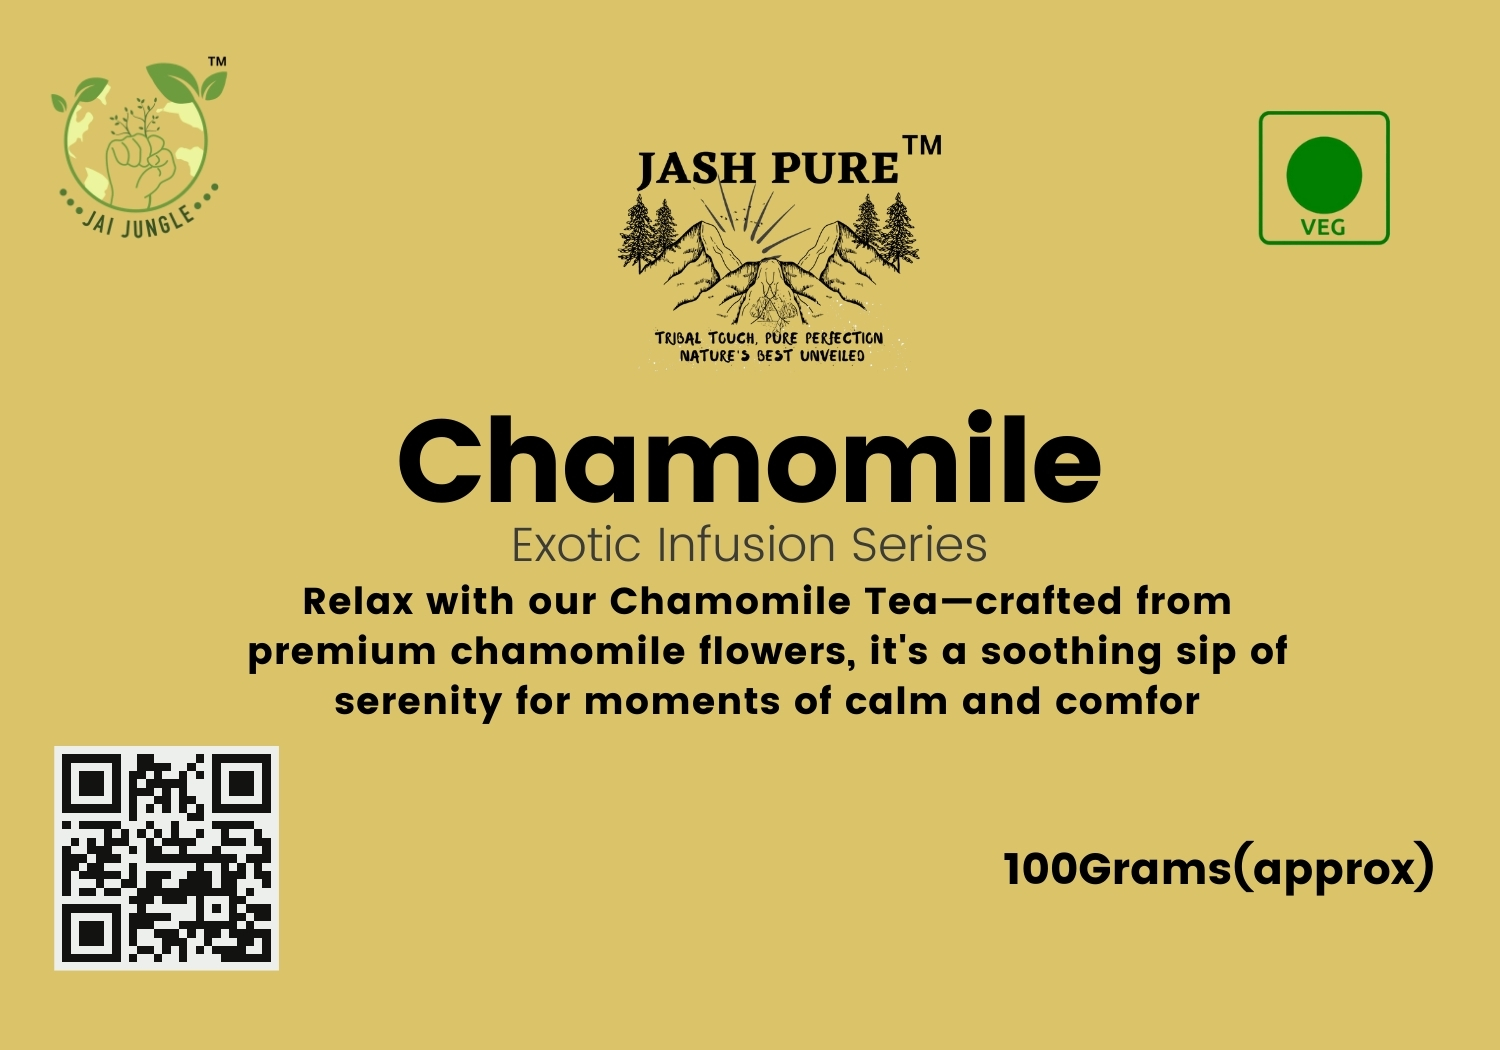 TM
JAI JUNGLE
JASH PURE TM
TRIBAL TOUCH, PURE PERFECTION
NATURE'S BEST UNVEILED
VEG
Chamomile
Exotic Infusion Series
Relax with our Chamomile Tea—crafted from
premium chamomile flowers, it's a soothing sip of
serenity for moments of calm and comfor
100Grams(approx)